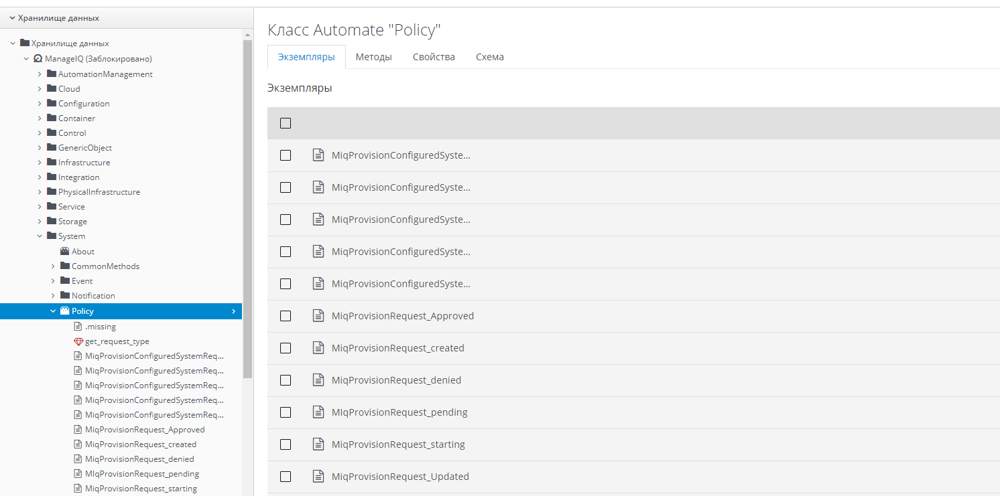 Хранилище данных
Хранилище данных
ManageIQ (Заблокировано)
AutomationManagement
Cloud
Configuration
Container
Control
GenericObject
Infrastructure
Integration
PhysicalInfrastructure
Service
Storage
System
About
CommonMethods
Event
Notification
Policy
.missing
get_request_type
MiqProvisionConfiguredSystemReq...
MiqProvisionConfiguredSystemReq...
MiqProvisionConfiguredSystemReq...
MiqProvisionConfiguredSystemReq...
MiqProvisionConfiguredSystemReq...
MiqProvisionRequest_Approved
MiqProvisionRequest_created
MiqProvisionRequest_denied
MIqProvisionRequest_pending
MiqProvisionRequest_starting
Класс Automate "Policy"
Экземпляры Методы Свойства Схема
Экземпляры
MiqProvisionConfiguredSyste...
MiqProvisionConfiguredSyste...
MiqProvisionConfiguredSyste...
MiqProvisionConfiguredSyste...
MiqProvisionConfiguredSyste...
MiqProvisionRequest_Approved
MiqProvisionRequest_created
MiqProvisionRequest_denied
MIqProvisionRequest_pending
MiqProvisionRequest_starting
MiqProvisionRequest_Updated